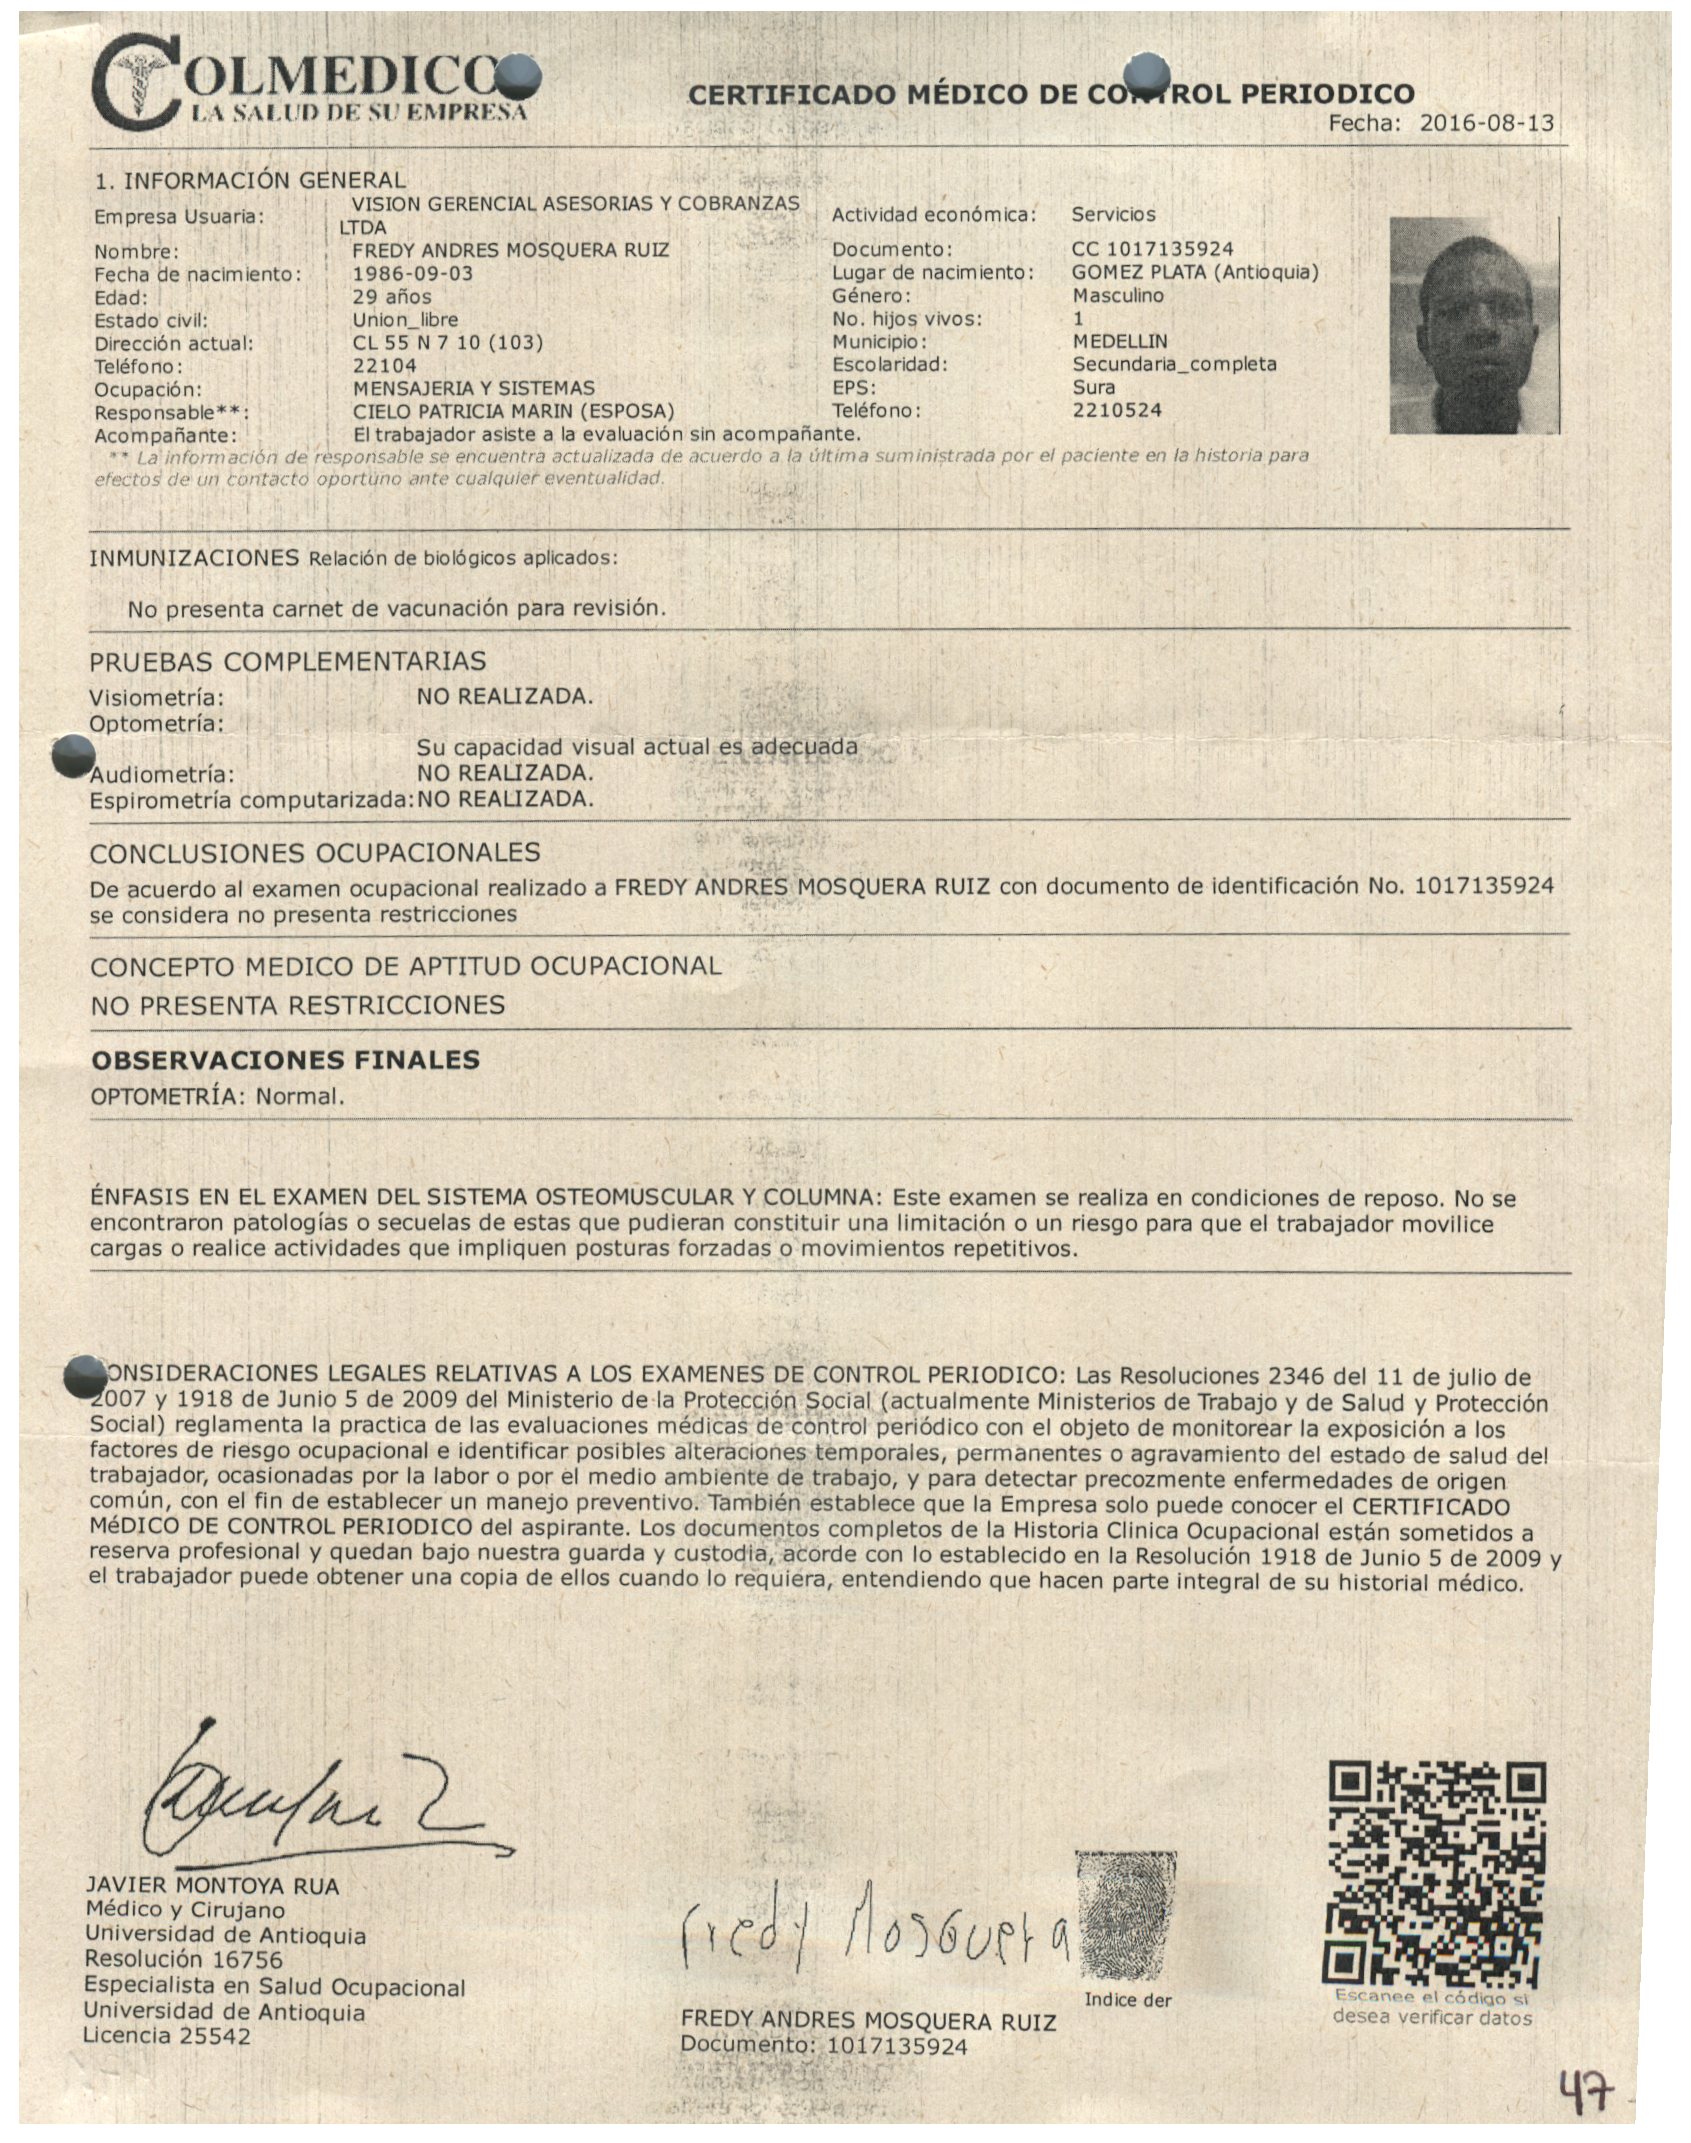 COLMEDICO
LA SALUD DE SU EMPRESA
CERTIFICADO MÉDICO DE CONTROL PERIODICO
Fecha: 2016-08-13
1. INFORMACIÓN GENERAL
Empresa Usuaria: VISION GERENCIAL ASESORIAS Y COBRANZAS LTDA Actividad económica: Servicios
Nombre: FREDY ANDRES MOSQUERA RUIZ Documento: CC 1017135924
Fecha de nacimiento: 1986-09-03 Lugar de nacimiento: GOMEZ PLATA (Antioquia)
Edad: 29 años Género: Masculino
Estado civil: Union_libre No. hijos vivos: 1
Dirección actual: CL 55 N 7 10 (103) Municipio: MEDELLIN
Teléfono: 22104 Escolaridad: Secundaria_completa
Ocupación: MENSAJERIA Y SISTEMAS EPS: Sura
Responsable**: CIELO PATRICIA MARIN (ESPOSA) Teléfono: 2210524
Acompañante: El trabajador asiste a la evaluación sin acompañante.
** La información de responsable se encuentra actualizada de acuerdo a la última suministrada por el paciente en la historia para
efectos de un contacto oportuno ante cualquier eventualidad.
INMUNIZACIONES Relación de biológicos aplicados:
No presenta carnet de vacunación para revisión.
PRUEBAS COMPLEMENTARIAS
Visiometría: NO REALIZADA.
Optometría:
Su capacidad visual actual es adecuada
Audiometría: NO REALIZADA.
Espirometría computarizada: NO REALIZADA.
CONCLUSIONES OCUPACIONALES
De acuerdo al examen ocupacional realizado a FREDY ANDRES MOSQUERA RUIZ con documento de identificación No. 1017135924
se considera no presenta restricciones
CONCEPTO MEDICO DE APTITUD OCUPACIONAL
NO PRESENTA RESTRICCIONES
OBSERVACIONES FINALES
OPTOMETRÍA: Normal.
ÉNFASIS EN EL EXAMEN DEL SISTEMA OSTEOMUSCULAR Y COLUMNA: Este examen se realiza en condiciones de reposo. No se
encontraron patologías o secuelas de estas que pudieran constituir una limitación o un riesgo para que el trabajador movilice
cargas o realice actividades que impliquen posturas forzadas o movimientos repetitivos.
CONSIDERACIONES LEGALES RELATIVAS A LOS EXAMENES DE CONTROL PERIODICO: Las Resoluciones 2346 del 11 de julio de
2007 y 1918 de Junio 5 de 2009 del Ministerio de la Protección Social (actualmente Ministerios de Trabajo y de Salud y Protección
Social) reglamenta la practica de las evaluaciones médicas de control periódico con el objeto de monitorear la exposición a los
factores de riesgo ocupacional e identificar posibles alteraciones temporales, permanentes o agravamiento del estado de salud del
trabajador, ocasionadas por la labor o por el medio ambiente de trabajo, y para detectar precozmente enfermedades de origen
común, con el fin de establecer un manejo preventivo. También establece que la Empresa solo puede conocer el CERTIFICADO
MéDICO DE CONTROL PERIODICO del aspirante. Los documentos completos de la Historia Clinica Ocupacional están sometidos a
reserva profesional y quedan bajo nuestra guarda y custodia, acorde con lo establecido en la Resolución 1918 de Junio 5 de 2009 y
el trabajador puede obtener una copia de ellos cuando lo requiera, entendiendo que hacen parte integral de su historial médico.
JAVIER MONTOYA RUA
Médico y Cirujano
Universidad de Antioquia
Resolución 16756
Especialista en Salud Ocupacional
Universidad de Antioquia
Licencia 25542
Fredy Mosquera
Indice der
FREDY ANDRES MOSQUERA RUIZ
Documento: 1017135924
Escanee el código si
desea verificar datos
47